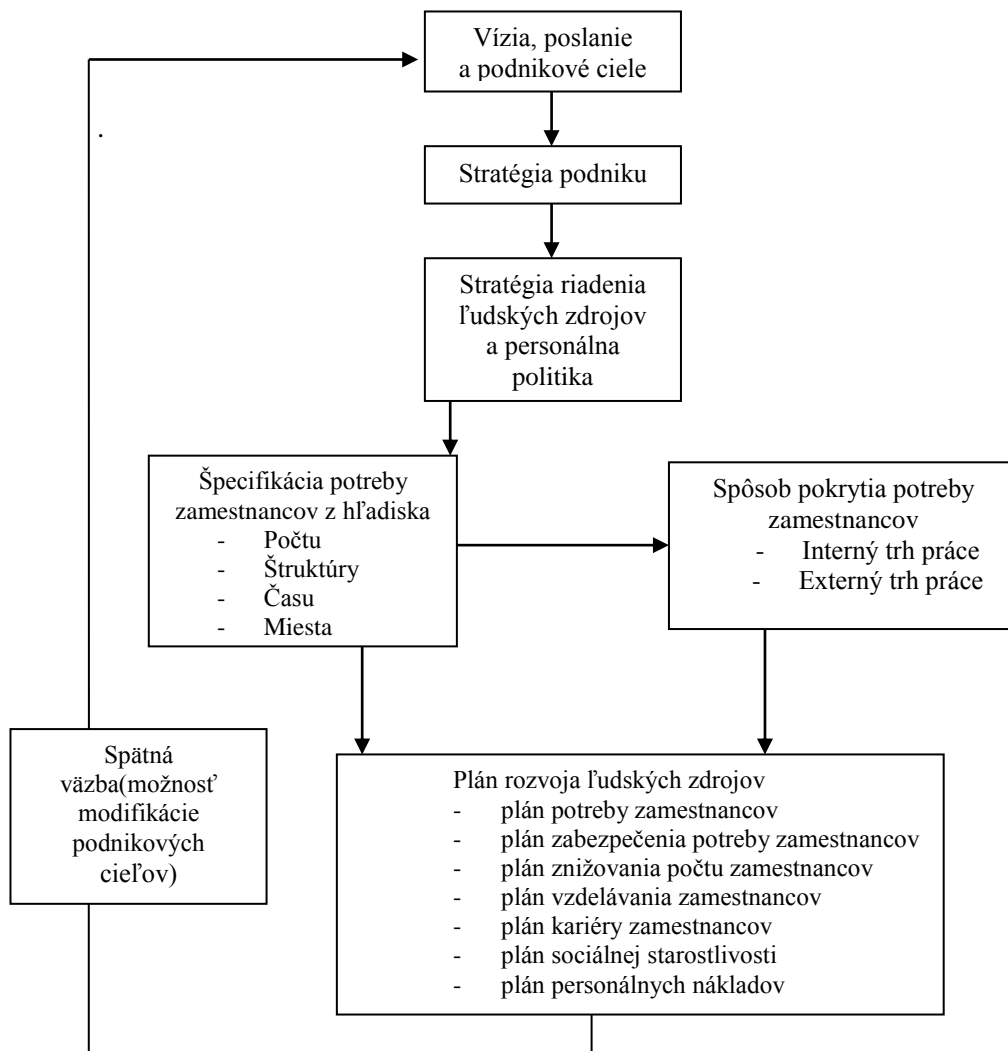 Vízia, poslanie
a podnikové ciele
.
Stratégia podniku
Stratégia riadenia
ľudských zdrojov
a personálna
politika
Špecifikácia potreby
zamestnancov z hľadiska
- Počtu
- Štruktúry
- Času
- Miesta
Spôsob pokrytia potreby
zamestnancov
- Interný trh práce
- Externý trh práce
Spätná
väzba(možnosť
modifikácie
podnikových
cieľov)
Plán rozvoja ľudských zdrojov
- plán potreby zamestnancov
- plán zabezpečenia potreby zamestnancov
- plán znižovania počtu zamestnancov
- plán vzdelávania zamestnancov
- plán kariéry zamestnancov
- plán sociálnej starostlivosti
- plán personálnych nákladov